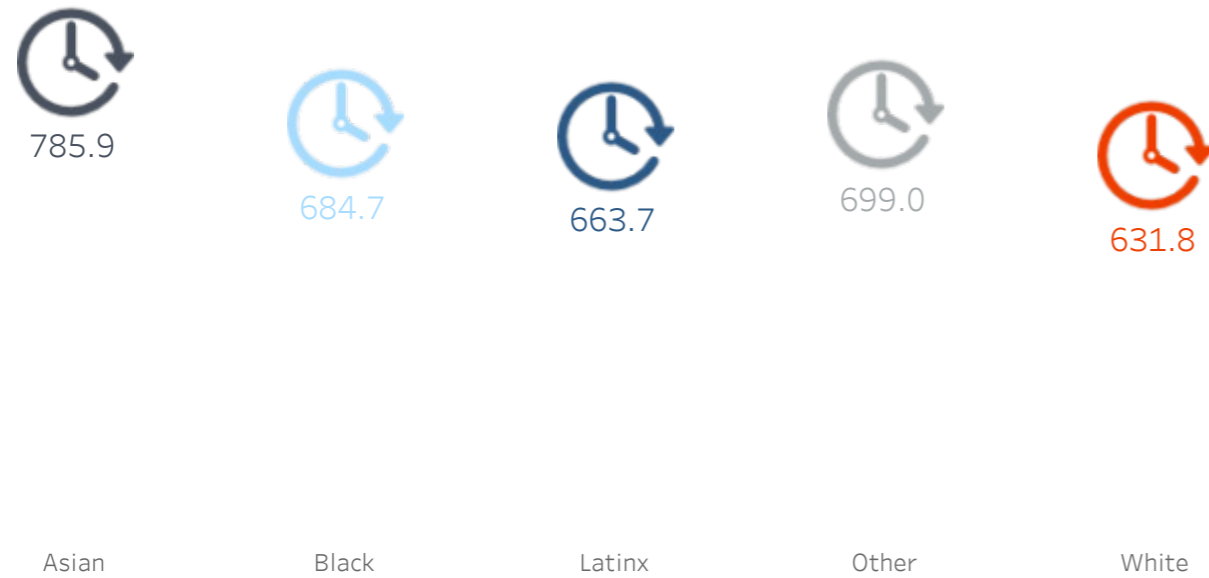 785.9
684.7
663.7
699.0
631.8
Asian
Black
Latinx
Other
White